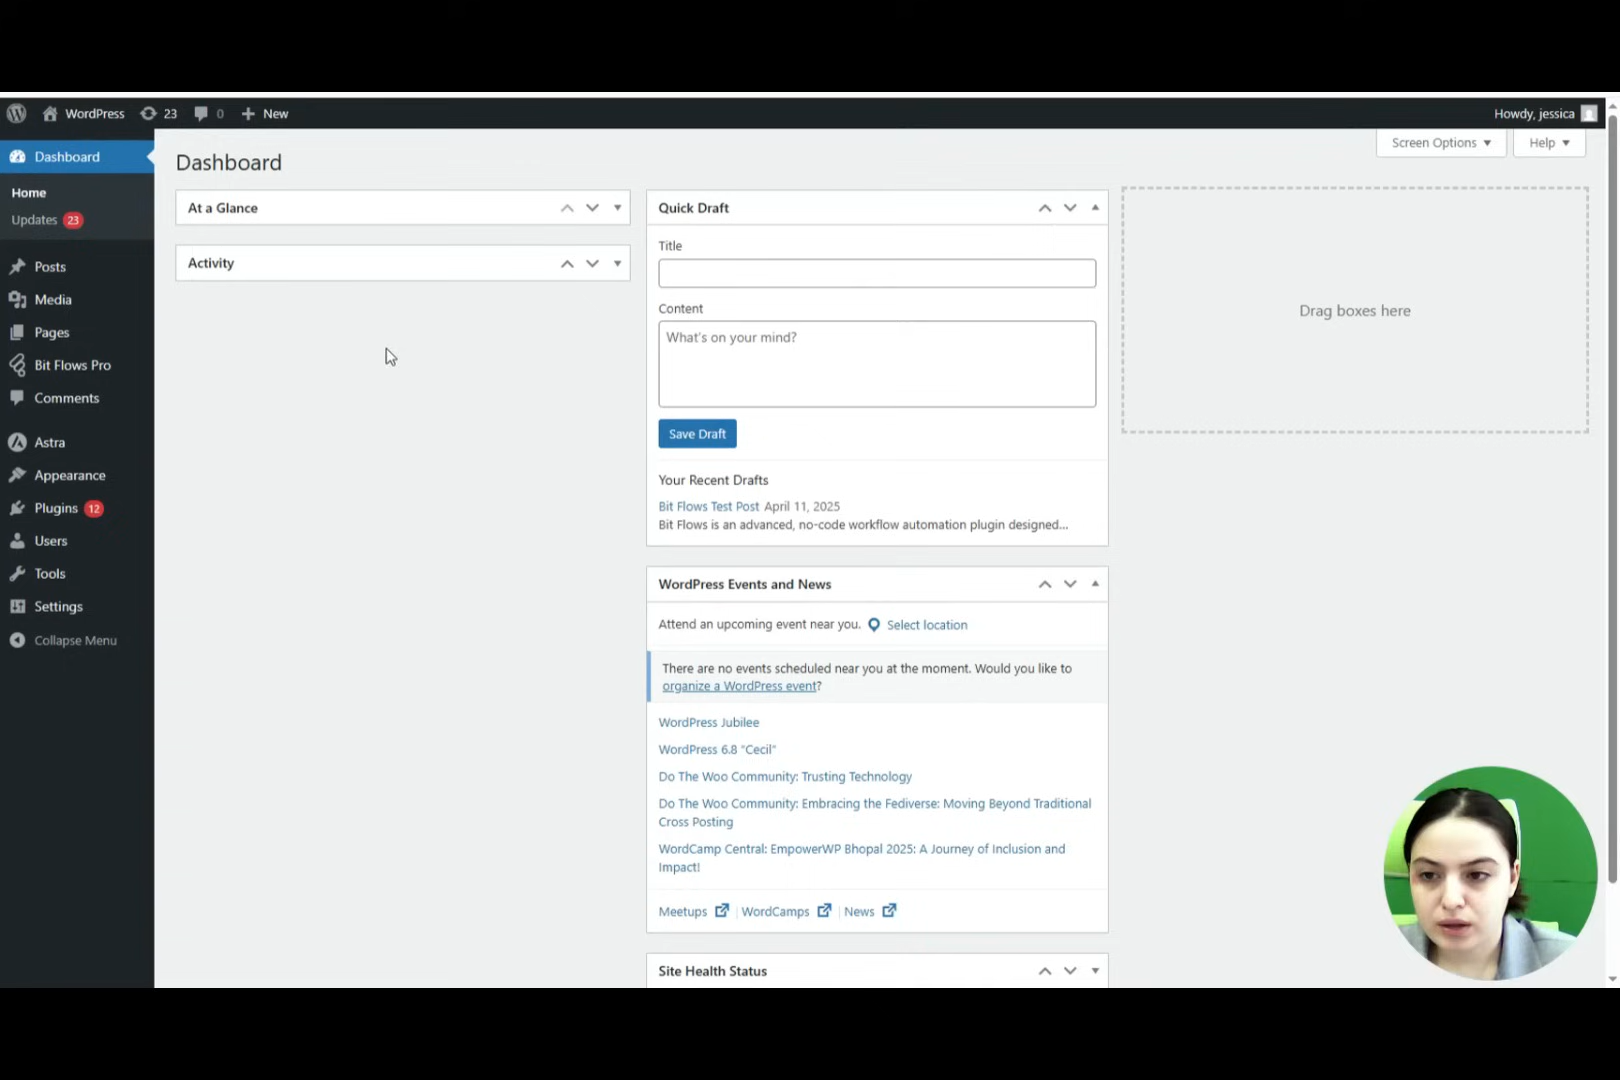 WordPress 23 0 New
Howdy, jessica
Screen Options
Help
Dashboard
Home
Updates 23
Posts
Media
Pages
Bit Flows Pro
Comments
Astra
Appearance
Plugins 12
Users
Tools
Settings
Collapse Menu
Dashboard
At a Glance
Activity
Quick Draft
Title
Content
What's on your mind?
Save Draft
Your Recent Drafts
Bit Flows Test Post April 11, 2025
Bit Flows is an advanced, no-code workflow automation plugin designed...
WordPress Events and News
Attend an upcoming event near you. Select location
There are no events scheduled near you at the moment. Would you like to
organize a WordPress event?
WordPress Jubilee
WordPress 6.8 "Cecil"
Do The Woo Community: Trusting Technology
Do The Woo Community: Embracing the Fediverse: Moving Beyond Traditional
Cross Posting
WordCamp Central: EmpowerWP Bhopal 2025: A Journey of Inclusion and
Impact!
Meetups | WordCamps | News
Site Health Status
Drag boxes here